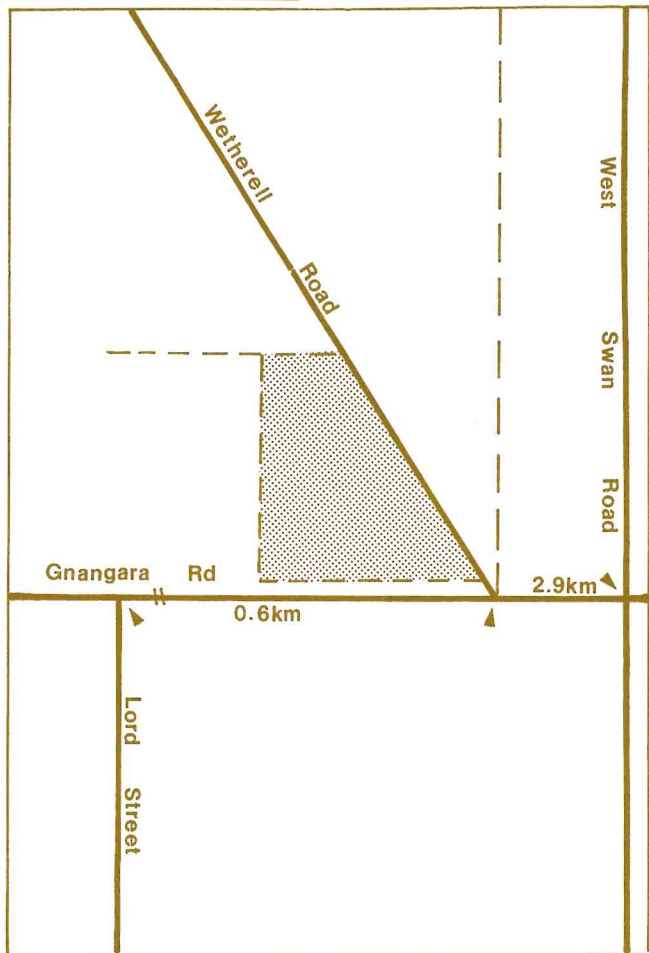 Wetherell Road
West Swan Road
Gnangara Rd
2.9km
0.6km
Lord Street